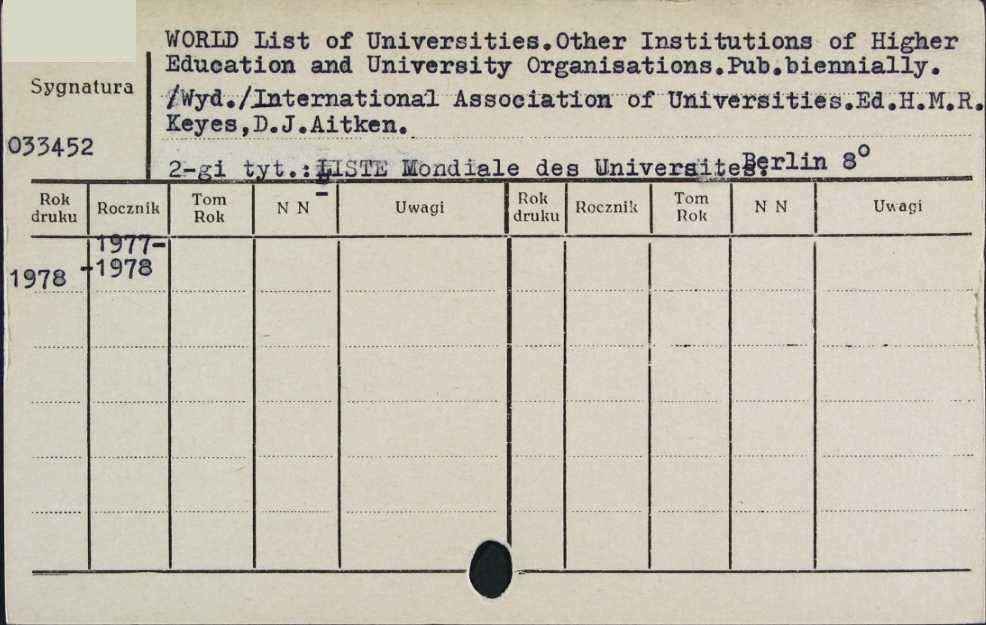 WORLD List of Universities.Other Institutions of Higher
Education and University Organisations.Pub.biennially.
/Wyd./International Association of Universities.Ed.H.M.R.
Keyes,D.J.Aitken.
2-gi tyt.:LISTE Mondiale des Universites.Berlin 8°
Sygnatura
033452
Rok druku Rocznik Tom Rok N N Uwagi Rok druku Rocznik Tom Rok N N Uwagi
1977-
1978 -1978